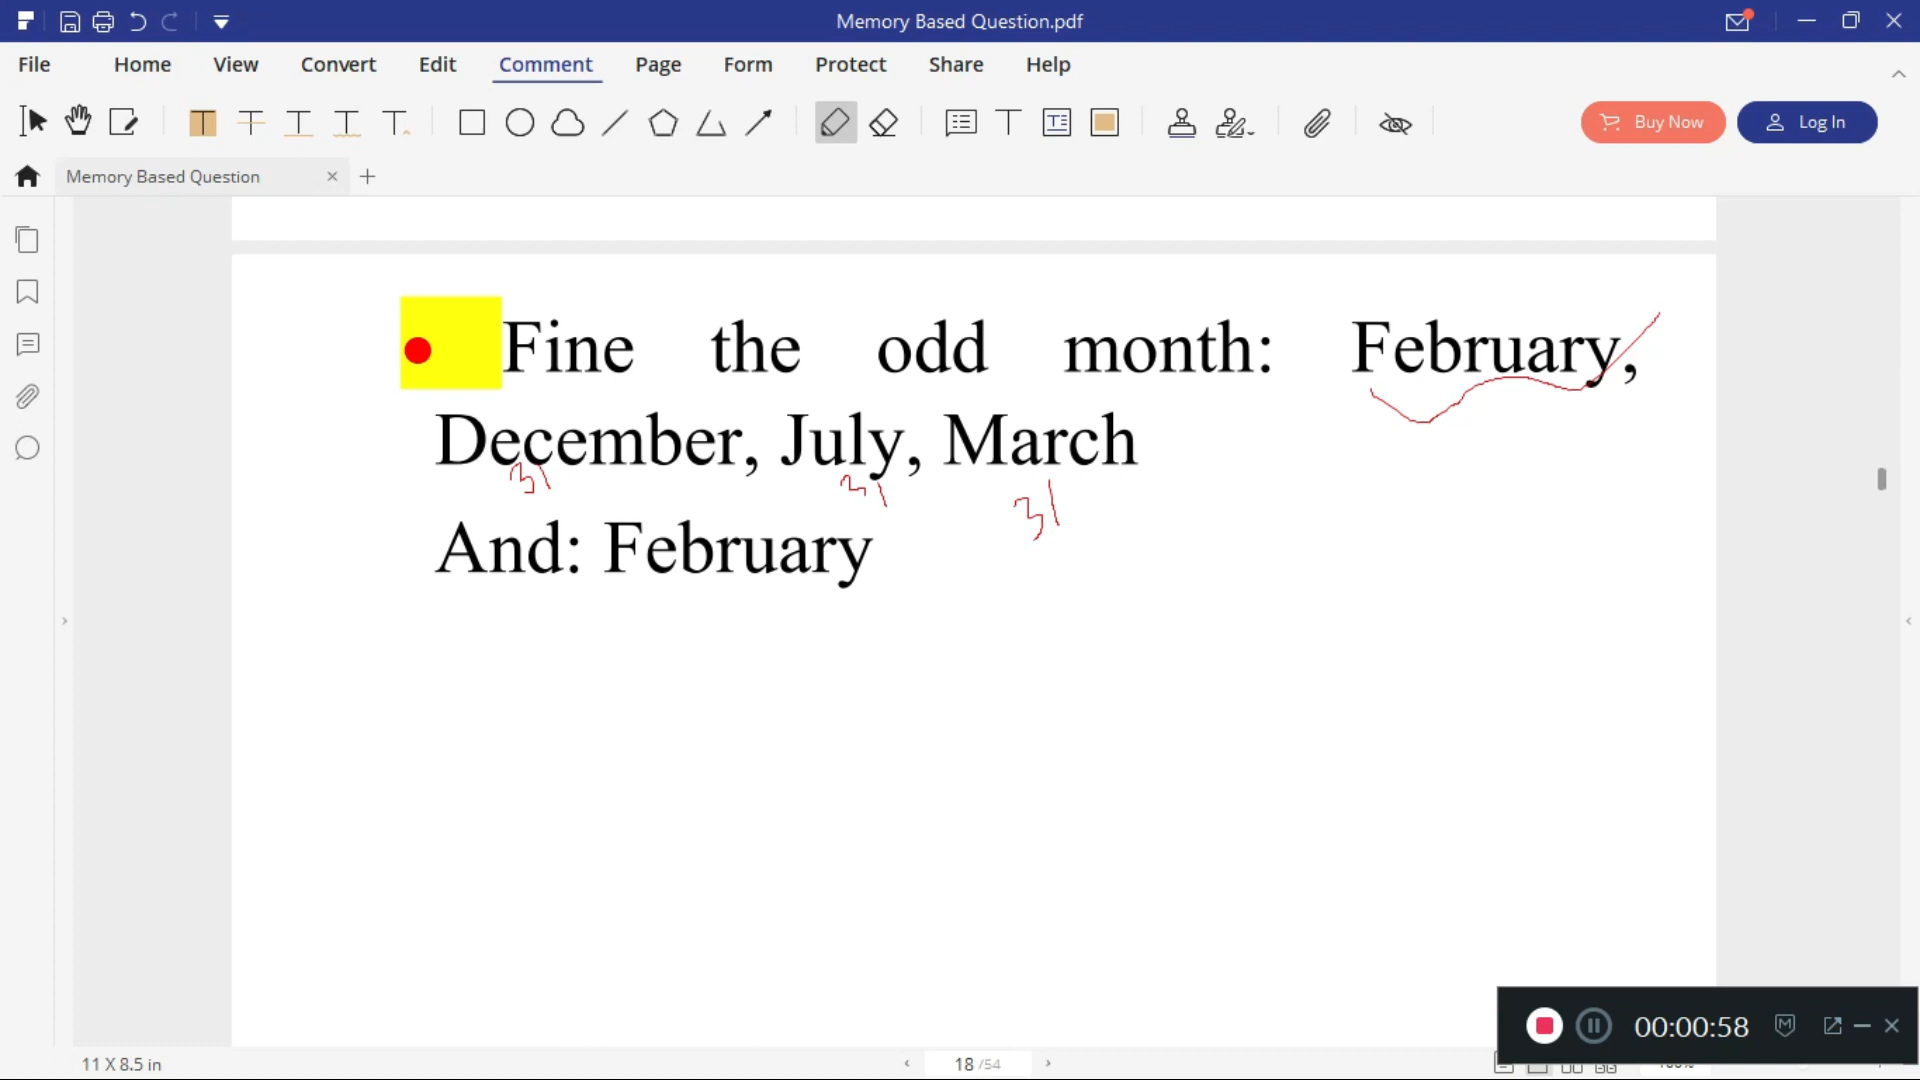 Memory Based Question.pdf
File Home View Convert Edit Comment Page Form Protect Share Help
Buy Now
Log In
Memory Based Question
Fine the odd month: February,
December, July, March
31 31 31
And: February
00:00:58
11 X 8.5 in
18 /54